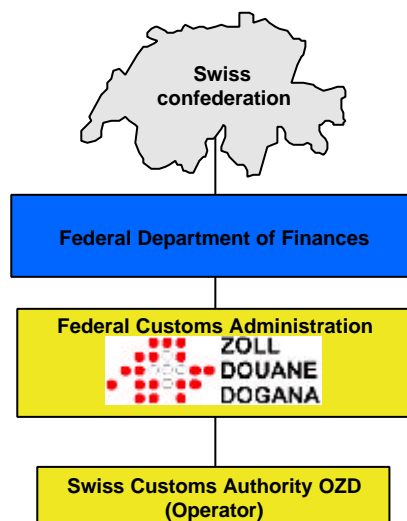 Swiss
confederation
Federal Department of Finances
Federal Customs Administration
ZOLL
DOUANE
DOGANA
Swiss Customs Authority OZD
(Operator)